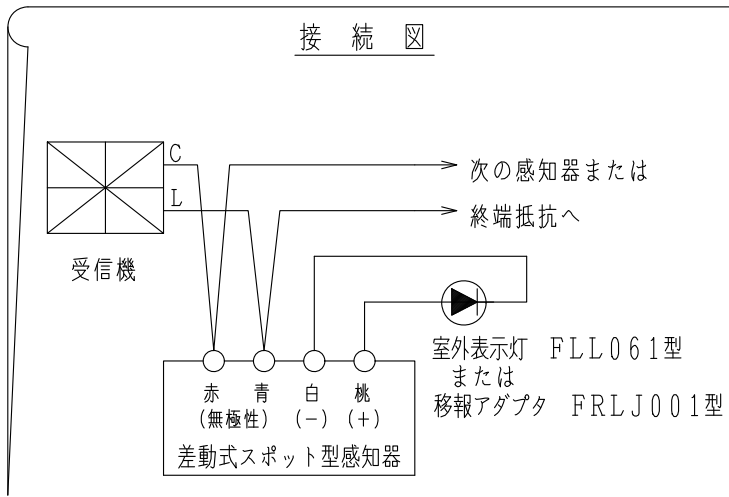 接続図
C
次の感知器または
L
終端抵抗へ
受信機
室外表示灯 FLL061型
または
移報アダプタ FRLJ001型
赤 青 白 桃
(無極性) (−) (+)
差動式スポット型感知器